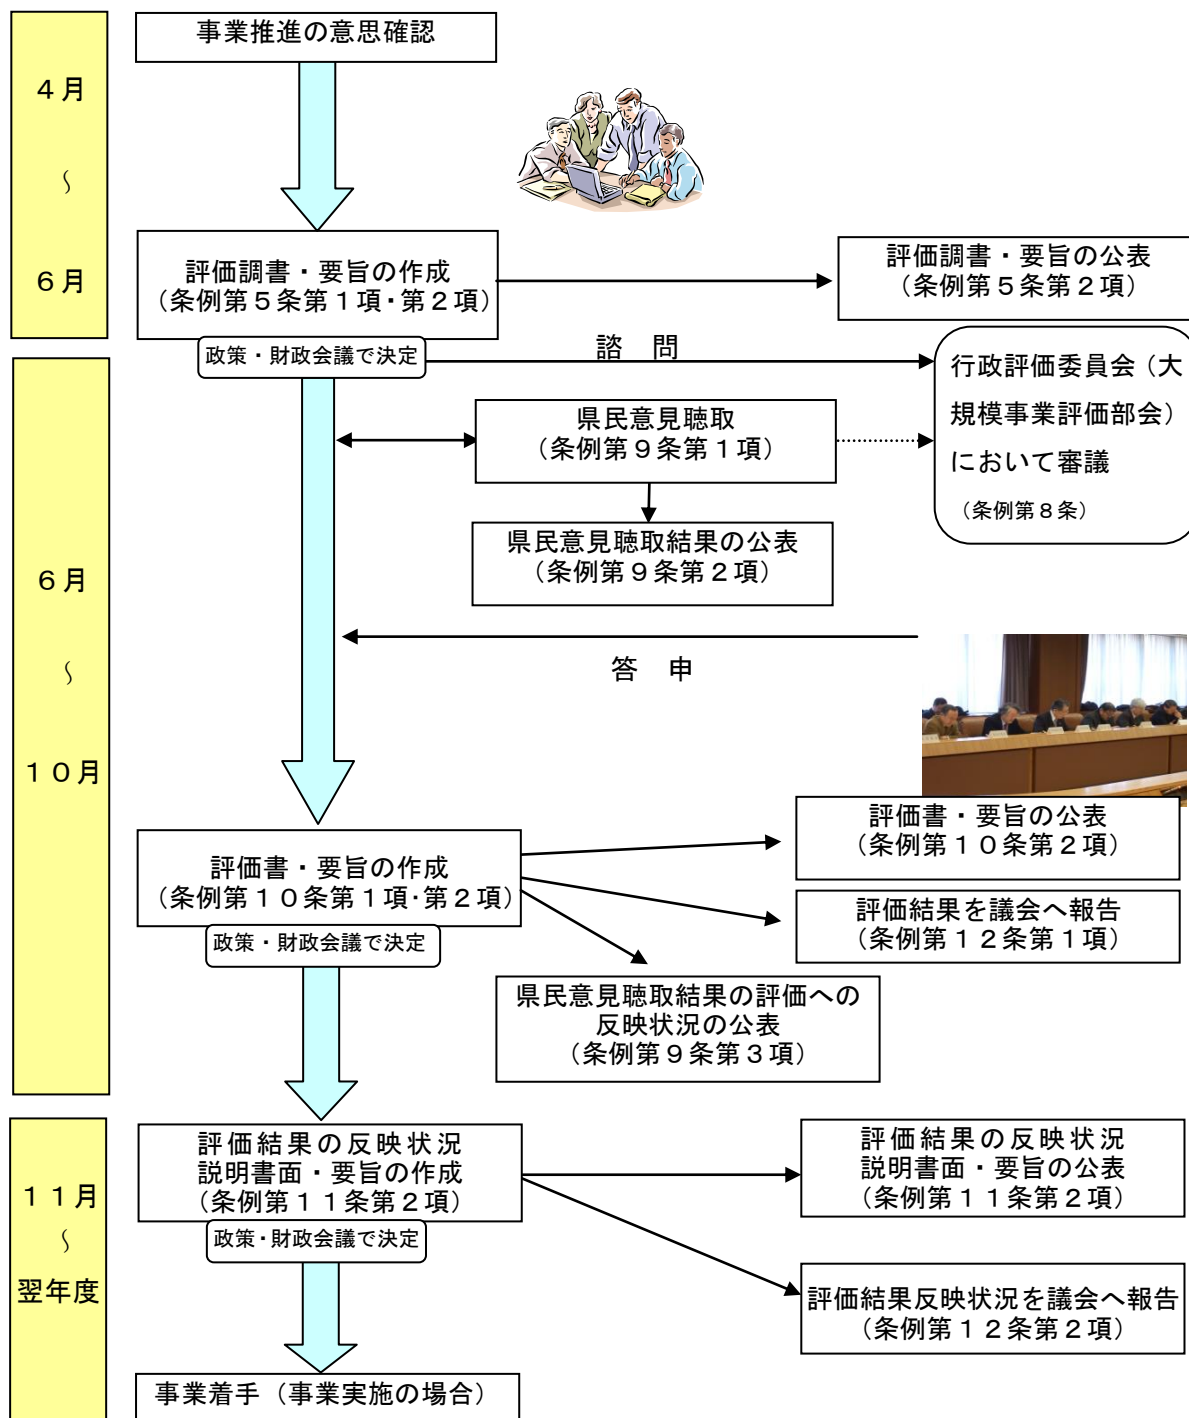 ４月
～
６月
事業推進の意思確認
評価調書・要旨の作成
（条例第５条第１項・第２項）
政策・財政会議で決定
評価調書・要旨の公表
（条例第５条第２項）
諮　問
行政評価委員会（大
規模事業評価部会）
において審議
（条例第８条）
県民意見聴取
（条例第９条第１項）
県民意見聴取結果の公表
（条例第９条第２項）
６月
～
１０月
答　申
評価書・要旨の作成
（条例第１０条第１項・第２項）
政策・財政会議で決定
評価書・要旨の公表
（条例第１０条第２項）
評価結果を議会へ報告
（条例第１２条第１項）
県民意見聴取結果の評価への
反映状況の公表
（条例第９条第３項）
１１月
～
翌年度
評価結果の反映状況
説明書面・要旨の作成
（条例第１１条第２項）
政策・財政会議で決定
評価結果の反映状況
説明書面・要旨の公表
（条例第１１条第２項）
評価結果反映状況を議会へ報告
（条例第１２条第２項）
事業着手（事業実施の場合）